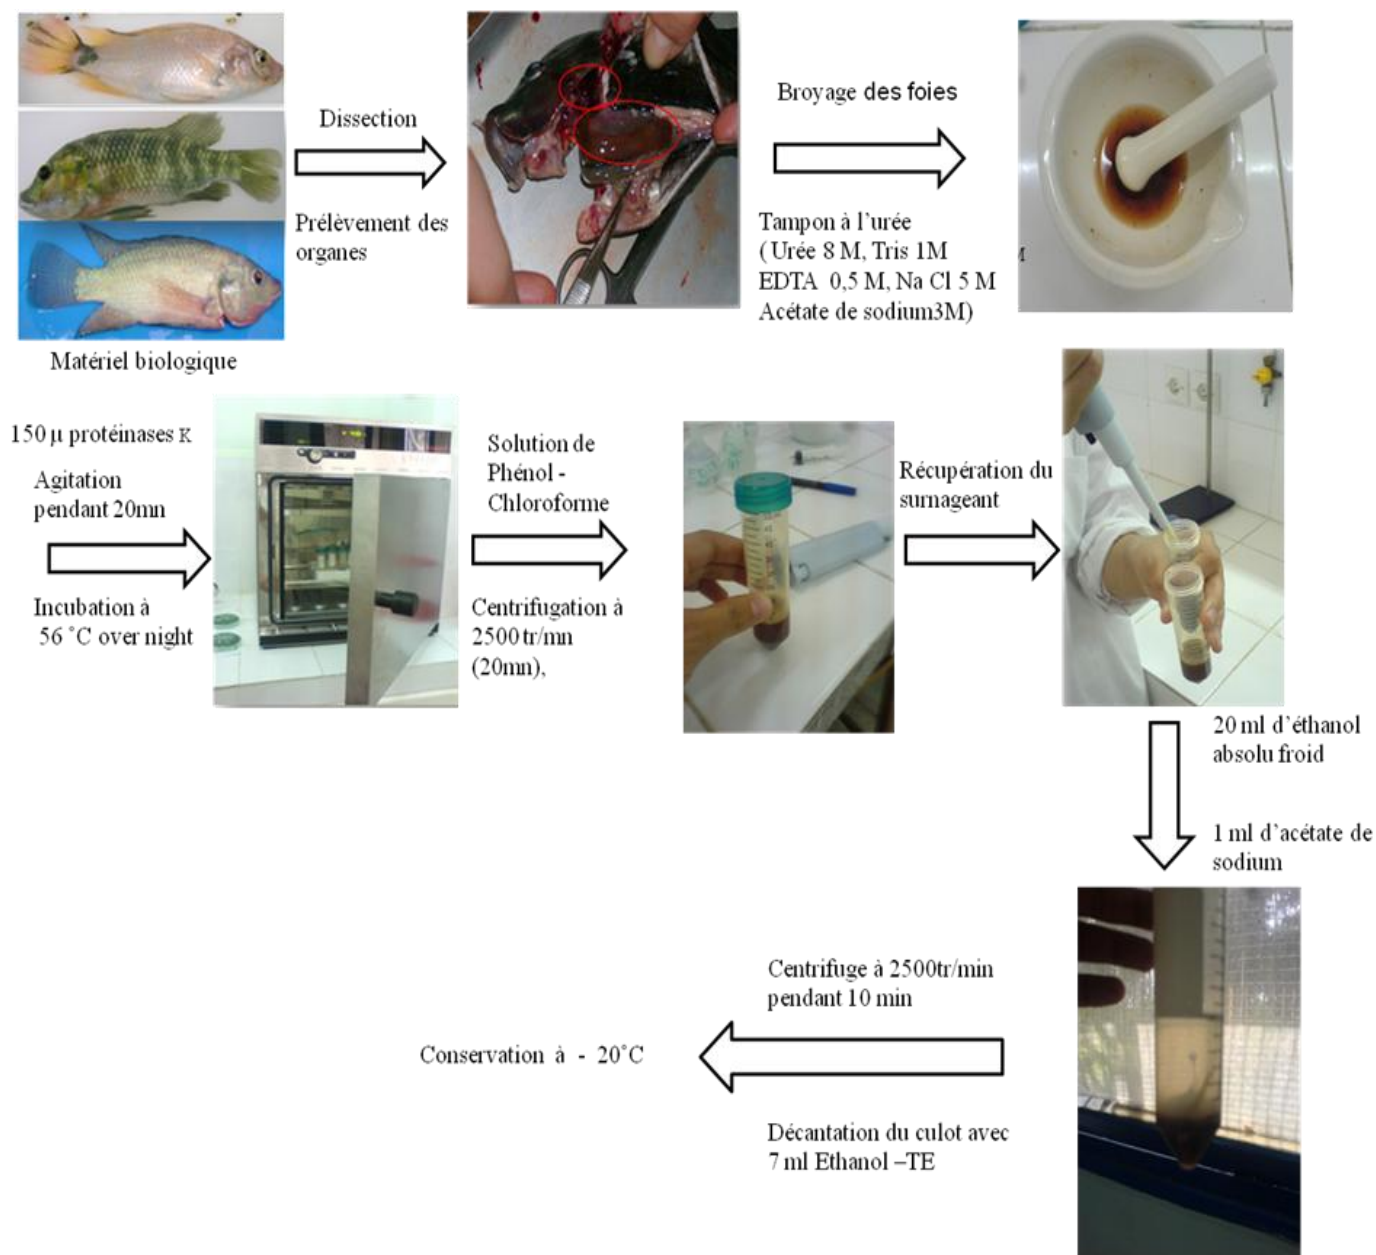 Dissection
Prélèvement des
organes
Matériel biologique
Broyage des foies
Tampon à l'urée
( Urée 8 M, Tris 1M
EDTA 0,5 M, Na Cl 5 M
Acétate de sodium3M)
M
150 µ protéinases K
Agitation
pendant 20mn
Incubation à
56 ˚C over night
Solution de
Phénol -
Chloroforme
Centrifugation à
2500 tr/mn
(20mn),
Récupération du
surnageant
20 ml d'éthanol
absolu froid
1 ml d'acétate de
sodium
Centrifuge à 2500tr/min
pendant 10 min
Conservation à - 20˚C
Décantation du culot avec
7 ml Ethanol –TE